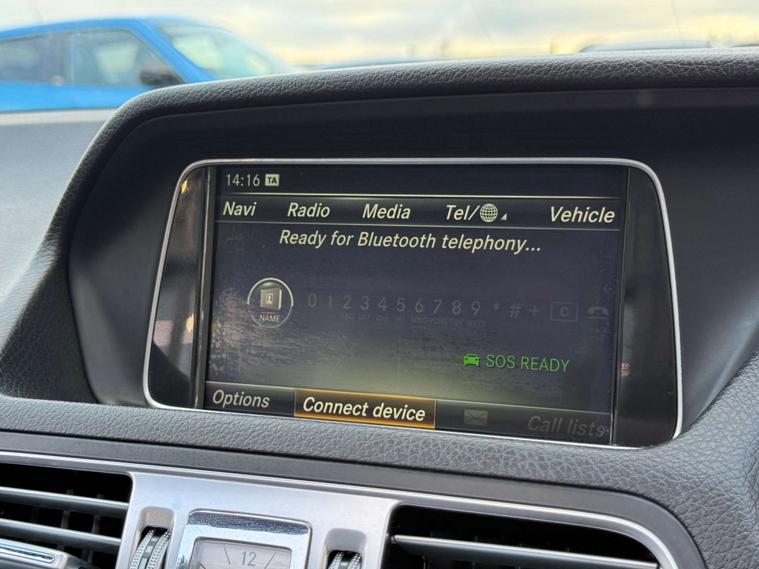 14:16 TA
Navi Radio Media Tel/ Vehicle
Ready for Bluetooth telephony...
NAME 0 1 2 3 4 5 6 7 8 9 * # + C
SOS READY
Options Connect device Call lists
12